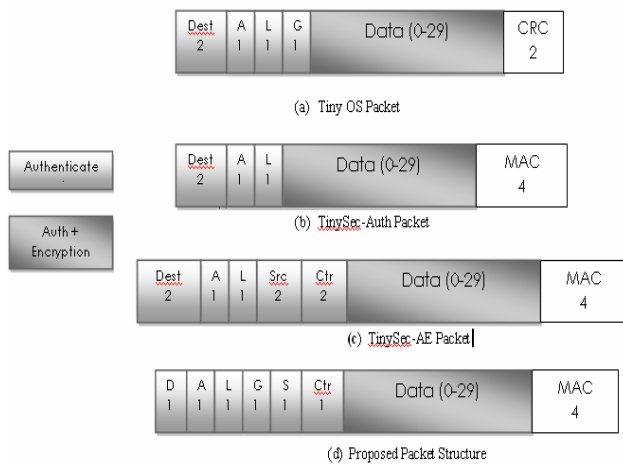 Dest A L G Data (0-29) CRC
2 1 1 1 2
(a) Tiny OS Packet
Dest A L Data (0-29) MAC
2 1 1 4
(b) TinySec-Auth Packet
Authenticate
Auth +
Encryption
Dest A L Src Ctr Data (0-29) MAC
2 1 1 2 2 4
(c) TinySec-AE Packet
D A L G S Ctr Data (0-29) MAC
1 1 1 1 1 1 4
(d) Proposed Packet Structure